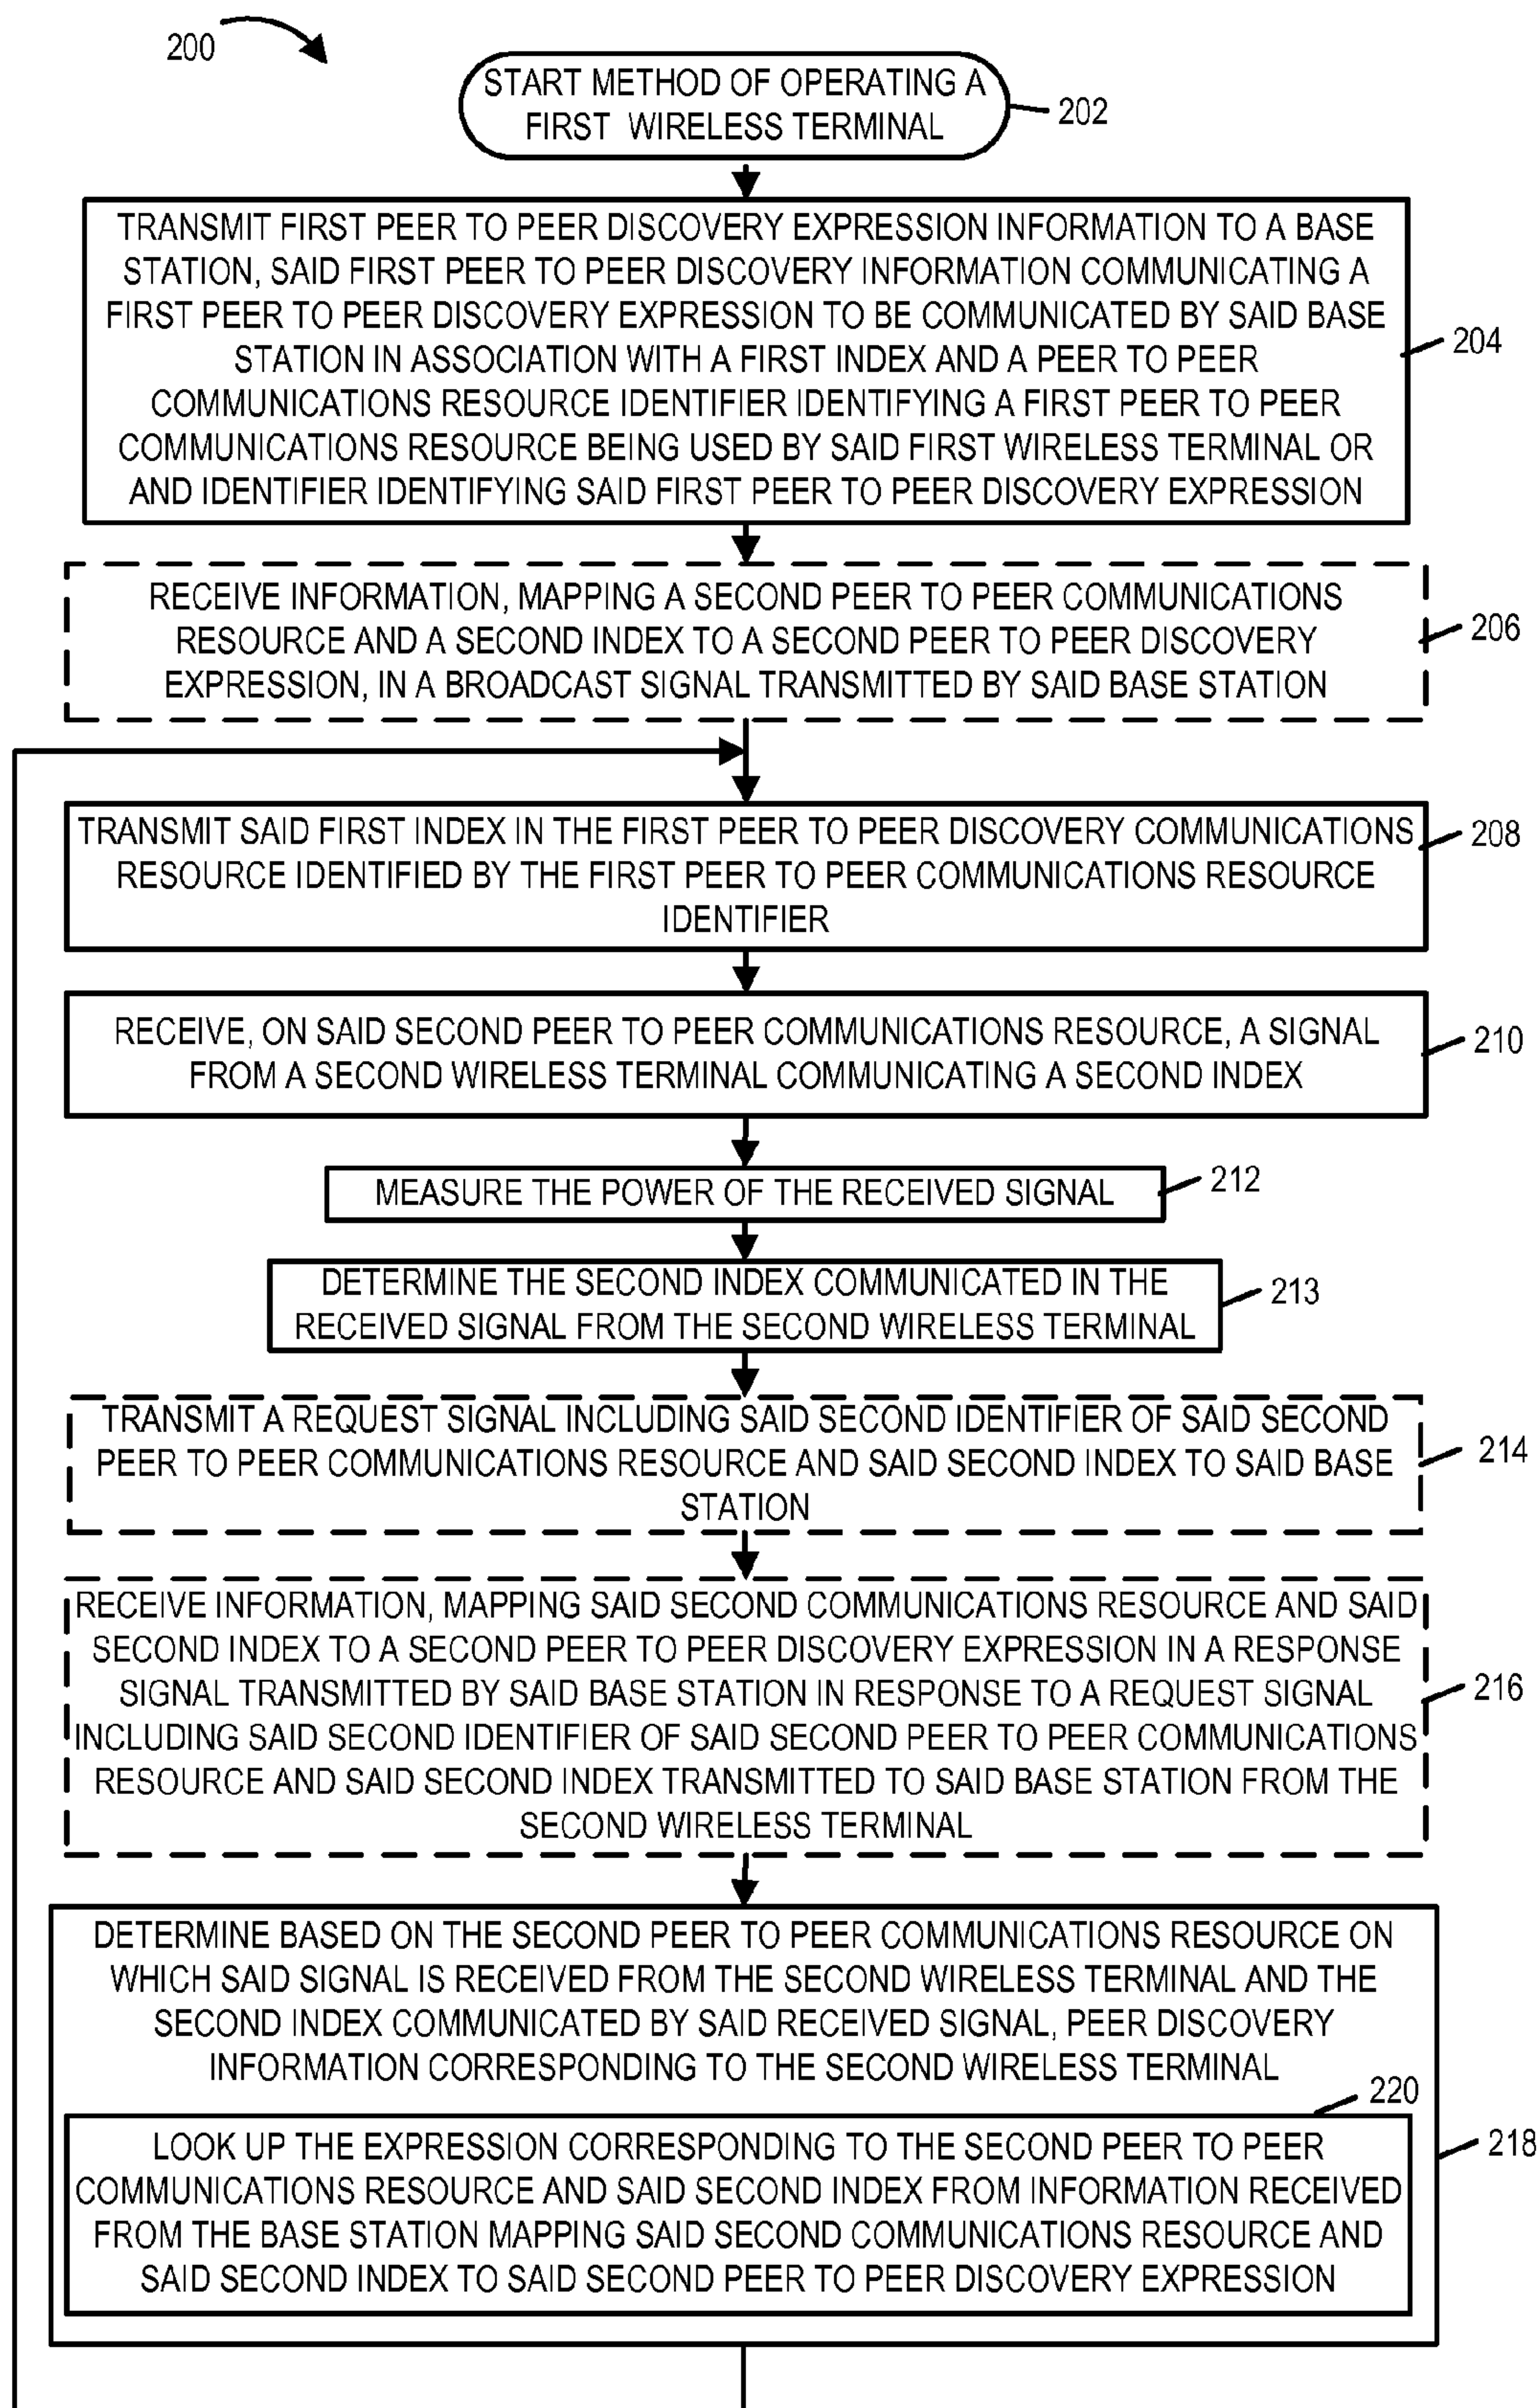 200
START METHOD OF OPERATING A
FIRST WIRELESS TERMINAL
202
TRANSMIT FIRST PEER TO PEER DISCOVERY EXPRESSION INFORMATION TO A BASE
STATION, SAID FIRST PEER TO PEER DISCOVERY INFORMATION COMMUNICATING A
FIRST PEER TO PEER DISCOVERY EXPRESSION TO BE COMMUNICATED BY SAID BASE
STATION IN ASSOCIATION WITH A FIRST INDEX AND A PEER TO PEER
COMMUNICATIONS RESOURCE IDENTIFIER IDENTIFYING A FIRST PEER TO PEER
COMMUNICATIONS RESOURCE BEING USED BY SAID FIRST WIRELESS TERMINAL OR
AND IDENTIFIER IDENTIFYING SAID FIRST PEER TO PEER DISCOVERY EXPRESSION
204
RECEIVE INFORMATION, MAPPING A SECOND PEER TO PEER COMMUNICATIONS
RESOURCE AND A SECOND INDEX TO A SECOND PEER TO PEER DISCOVERY
EXPRESSION, IN A BROADCAST SIGNAL TRANSMITTED BY SAID BASE STATION
206
TRANSMIT SAID FIRST INDEX IN THE FIRST PEER TO PEER DISCOVERY COMMUNICATIONS
RESOURCE IDENTIFIED BY THE FIRST PEER TO PEER COMMUNICATIONS RESOURCE
IDENTIFIER
208
RECEIVE, ON SAID SECOND PEER TO PEER COMMUNICATIONS RESOURCE, A SIGNAL
FROM A SECOND WIRELESS TERMINAL COMMUNICATING A SECOND INDEX
210
MEASURE THE POWER OF THE RECEIVED SIGNAL
212
DETERMINE THE SECOND INDEX COMMUNICATED IN THE
RECEIVED SIGNAL FROM THE SECOND WIRELESS TERMINAL
213
TRANSMIT A REQUEST SIGNAL INCLUDING SAID SECOND IDENTIFIER OF SAID SECOND
PEER TO PEER COMMUNICATIONS RESOURCE AND SAID SECOND INDEX TO SAID BASE
STATION
214
RECEIVE INFORMATION, MAPPING SAID SECOND COMMUNICATIONS RESOURCE AND SAID
SECOND INDEX TO A SECOND PEER TO PEER DISCOVERY EXPRESSION IN A RESPONSE
SIGNAL TRANSMITTED BY SAID BASE STATION IN RESPONSE TO A REQUEST SIGNAL
INCLUDING SAID SECOND IDENTIFIER OF SAID SECOND PEER TO PEER COMMUNICATIONS
RESOURCE AND SAID SECOND INDEX TRANSMITTED TO SAID BASE STATION FROM THE
SECOND WIRELESS TERMINAL
216
DETERMINE BASED ON THE SECOND PEER TO PEER COMMUNICATIONS RESOURCE ON
WHICH SAID SIGNAL IS RECEIVED FROM THE SECOND WIRELESS TERMINAL AND THE
SECOND INDEX COMMUNICATED BY SAID RECEIVED SIGNAL, PEER DISCOVERY
INFORMATION CORRESPONDING TO THE SECOND WIRELESS TERMINAL
220
LOOK UP THE EXPRESSION CORRESPONDING TO THE SECOND PEER TO PEER
COMMUNICATIONS RESOURCE AND SAID SECOND INDEX FROM INFORMATION RECEIVED
FROM THE BASE STATION MAPPING SAID SECOND COMMUNICATIONS RESOURCE AND
SAID SECOND INDEX TO SAID SECOND PEER TO PEER DISCOVERY EXPRESSION
218